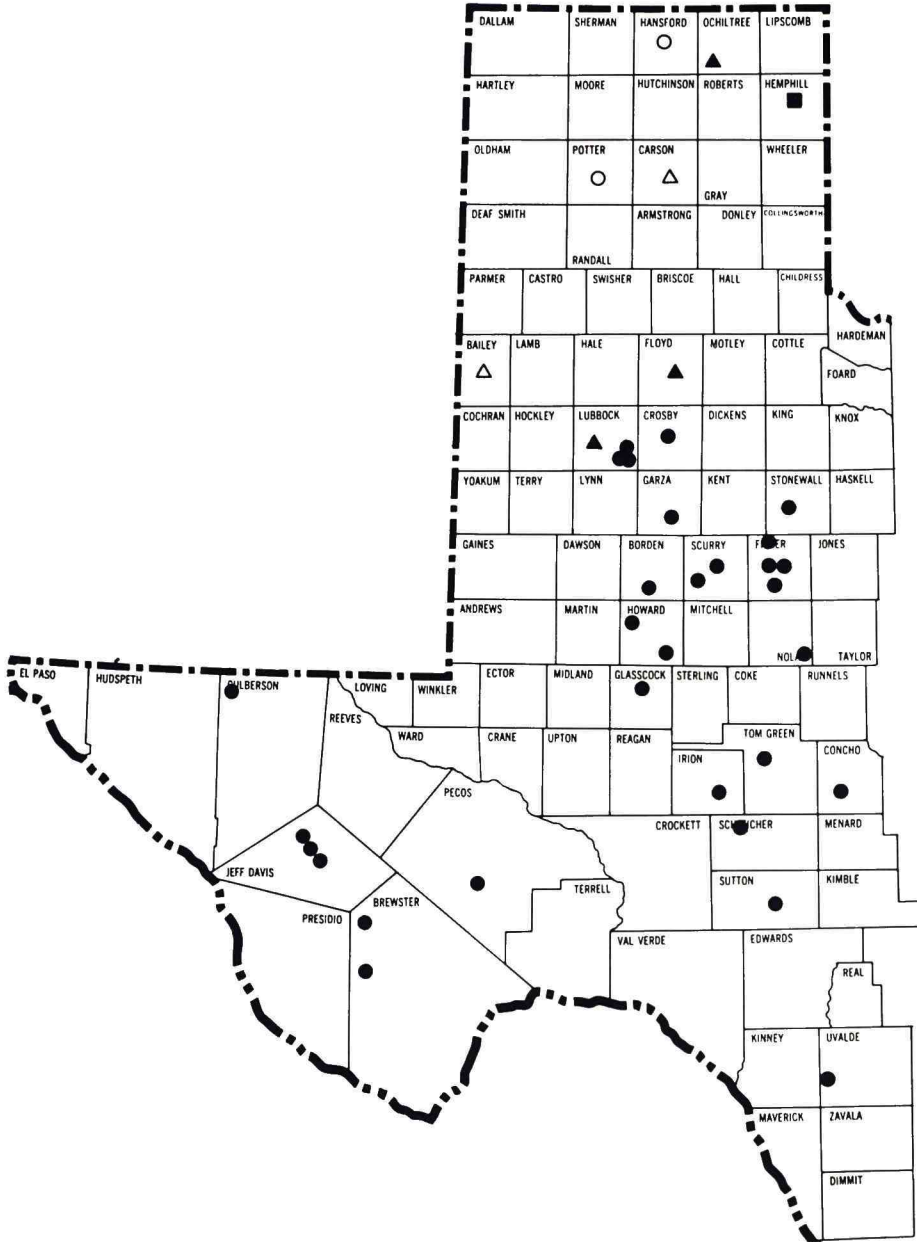 DALLAM SHERMAN HANSFORD OCHILTREE LIPSCOMB
HARTLEY MOORE HUTCHINSON ROBERTS HEMPHILL
OLDHAM POTTER CARSON WHEELER
GRAY
DEAF SMITH ARMSTRONG DONLEY COLLINGSWORTH
RANDALL
PARMER CASTRO SWISHER BRISCOE HALL CHILDRESS
HARDEMAN
BAILEY LAMB HALE FLOYD MOTLEY COTTLE
FOARD
COCHRAN HOCKLEY LUBBOCK CROSBY DICKENS KING KNOX
YOAKUM TERRY LYNN GARZA KENT STONEWALL HASKELL
GAINES DAWSON BORDEN SCURRY JONES
ANDREWS MARTIN HOWARD MITCHELL
TAYLOR
EL PASO HUDSPETH LOVING WINKLER ECTOR MIDLAND GLASSCOCK STERLING COKE RUNNELS
REEVES
WARD CRANE UPTON REAGAN TOM GREEN
IRION CONCHO
PECOS
CROCKETT MENARD
JEFF DAVIS SUTTON KIMBLE
TERRELL
BREWSTER
PRESIDIO
VAL VERDE EDWARDS
REAL
KINNEY UVALDE
MAVERICK ZAVALA
DIMMIT